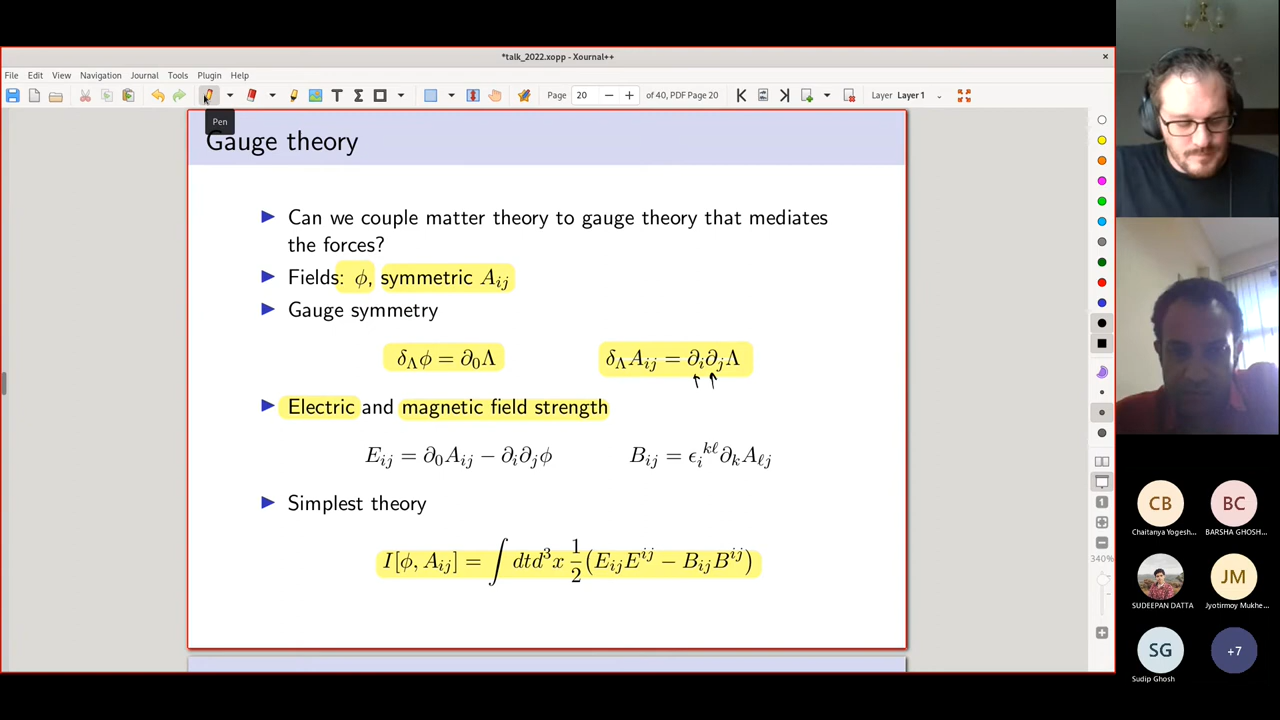 *talk_2022.xopp - Xournal++
×
File Edit View Navigation Journal Tools Plugin Help
Page 20 of 40, PDF Page 20 Layer Layer 1
Pen
Gauge theory
Can we couple matter theory to gauge theory that mediates
the forces?
Fields: ϕ, symmetric A_{ij}
Gauge symmetry
δ_Λϕ = ∂_0Λ δ_ΛA_{ij} = ∂_i∂_jΛ
Electric and magnetic field strength
E_{ij} = ∂_0A_{ij} − ∂_i∂_jϕ B_{ij} = ϵ_i^{kℓ}∂_kA_{ℓj}
Simplest theory
I[ϕ, A_{ij}] = ∫ dtd^3x 1/2 (E_{ij}E^{ij} − B_{ij}B^{ij})
340%
CB BC
Chaitanya Yogesh... BARSHA GHOSH...
JM
SUDEEPAN DATTA Jyotirmoy Mukhe...
SG +7
Sudip Ghosh